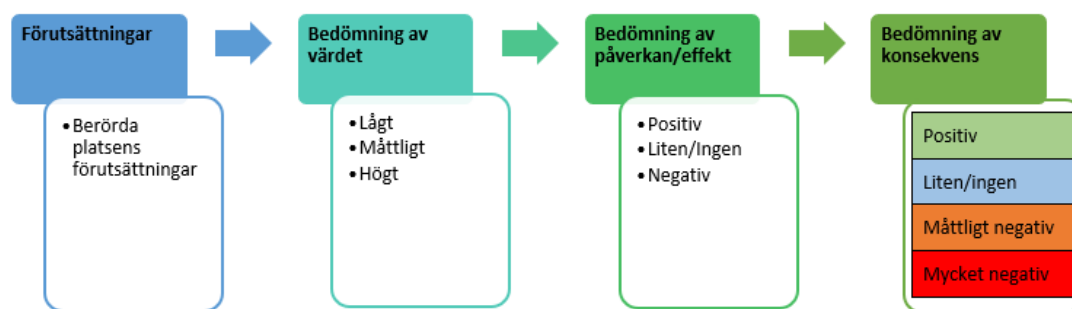 Förutsättningar
• Berörda
platsens
förutsättningar
Bedömning av
värdet
• Lågt
• Måttligt
• Högt
Bedömning av
påverkan/effekt
• Positiv
• Liten/Ingen
• Negativ
Bedömning av
konsekvens
Positiv
Liten/ingen
Måttligt negativ
Mycket negativ